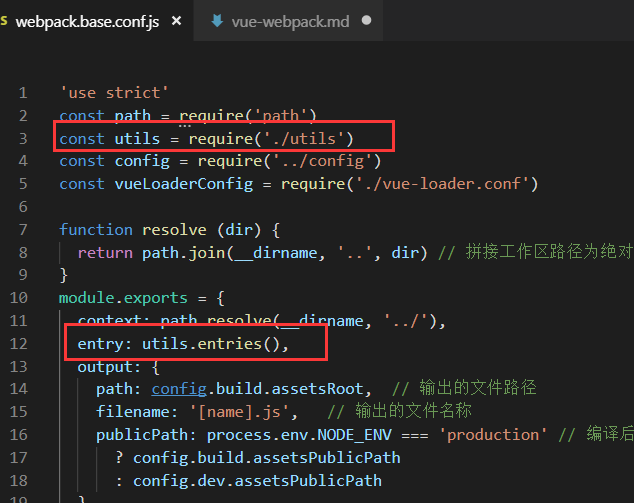 webpack.base.conf.js × vue-webpack.md ●
1 'use strict'
2 const path = require('path')
3 const utils = require('./utils')
4 const config = require('../config')
5 const vueLoaderConfig = require('./vue-loader.conf')
6
7 function resolve (dir) {
8 return path.join(__dirname, '..', dir) // 拼接工作区路径为绝对
9 }
10 module.exports = {
11 context: path.resolve(__dirname, '../'),
12 entry: utils.entries(),
13 output: {
14 path: config.build.assetsRoot, // 输出的文件路径
15 filename: '[name].js', // 输出的文件名称
16 publicPath: process.env.NODE_ENV === 'production' // 编译后
17 ? config.build.assetsPublicPath
18 : config.dev.assetsPublicPath
19 }